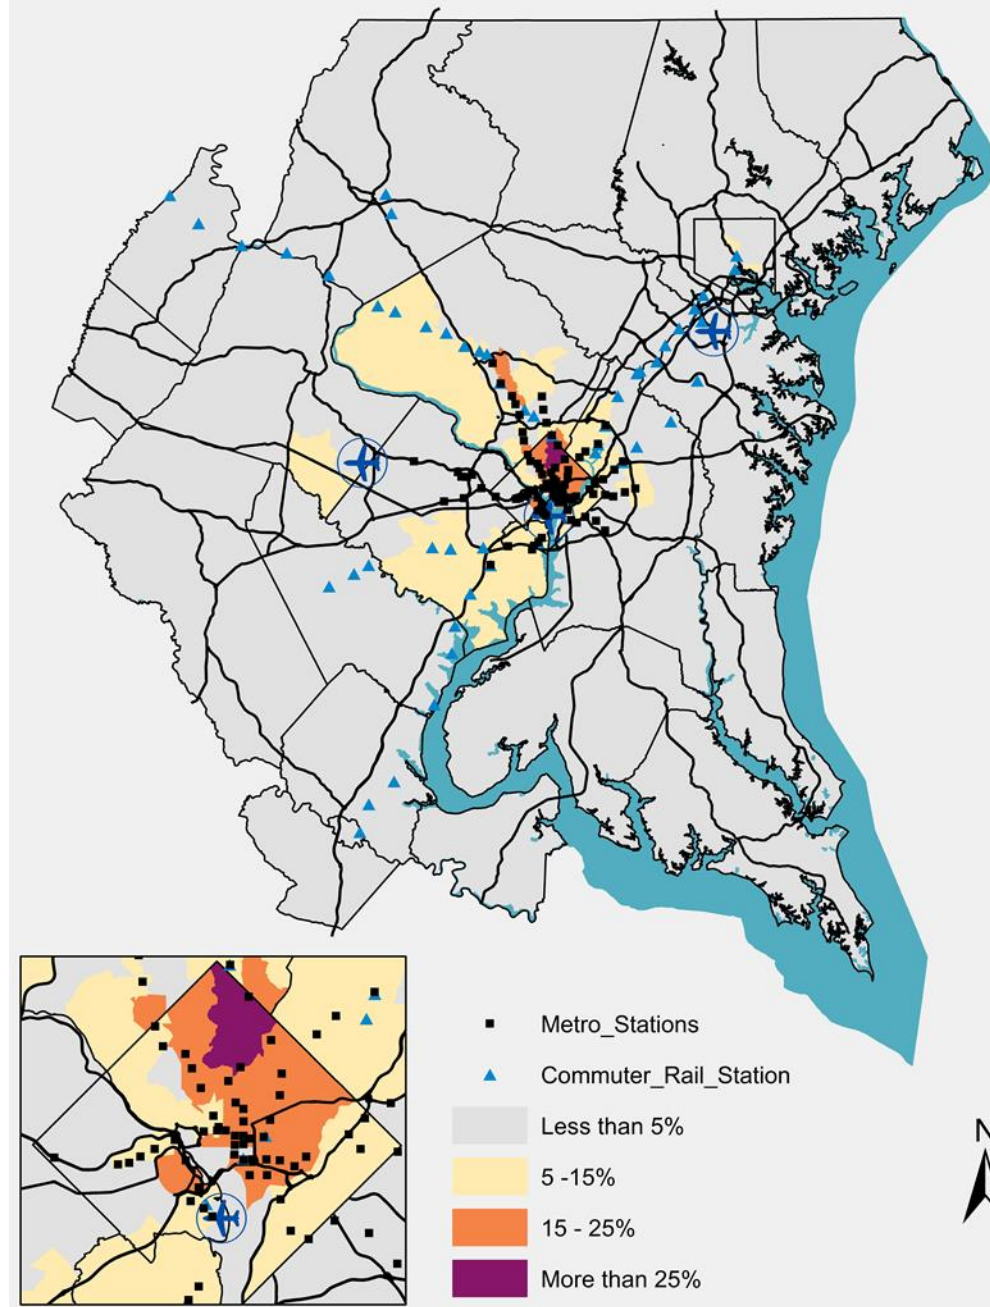 Metro_Stations
Commuter_Rail_Station
Less than 5%
5 -15%
15 - 25%
More than 25%
N